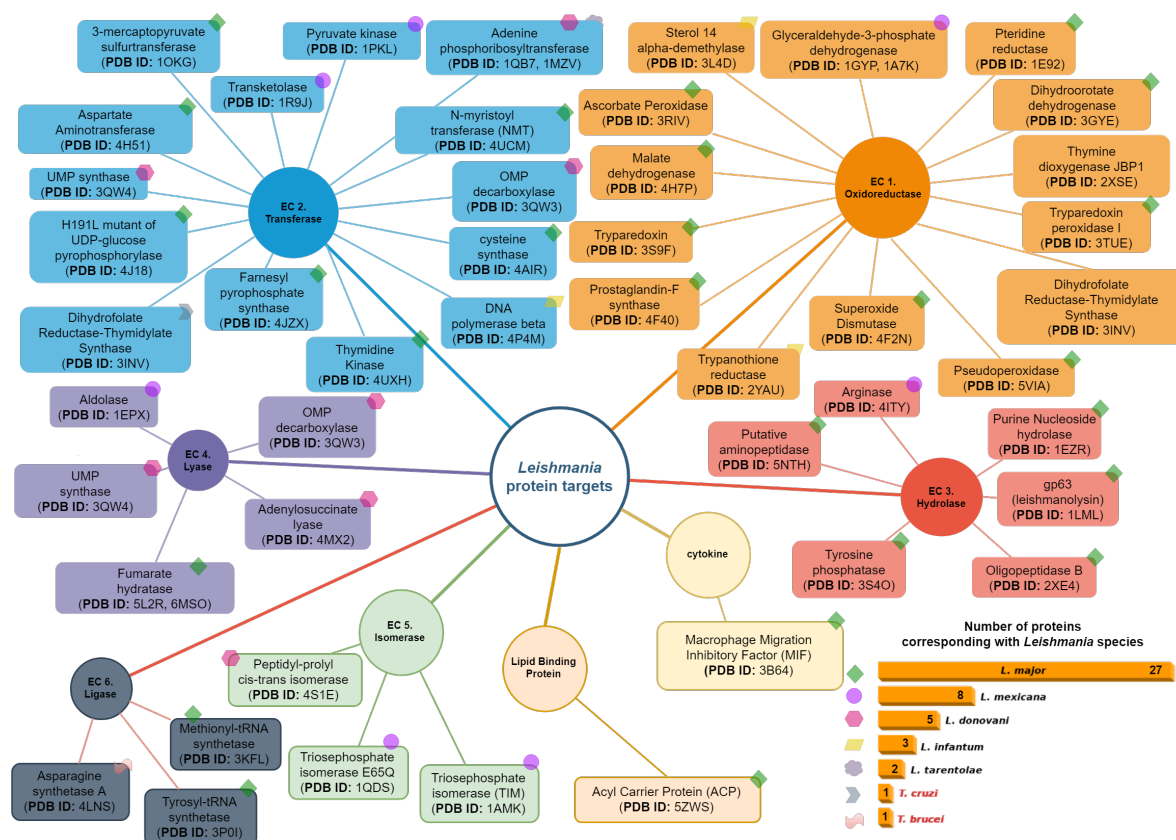 3-mercaptopyruvate
sulfurtransferase
(PDB ID: 1OKG)
Pyruvate kinase
(PDB ID: 1PKL)
Adenine
phosphoribosyltransferase
(PDB ID: 1QB7, 1MZV)
Transketolase
(PDB ID: 1R9J)
Aspartate
Aminotransferase
(PDB ID: 4H51)
N-myristoyl
transferase (NMT)
(PDB ID: 4UCM)
UMP synthase
(PDB ID: 3QW4)
OMP
decarboxylase
(PDB ID: 3QW3)
EC 2.
Transferase
H191L mutant of
UDP-glucose
pyrophosphorylase
(PDB ID: 4J18)
cysteine
synthase
(PDB ID: 4AIR)
Farnesyl
pyrophosphate
synthase
(PDB ID: 4JZX)
DNA
polymerase beta
(PDB ID: 4P4M)
Dihydrofolate
Reductase-Thymidylate
Synthase
(PDB ID: 3INV)
Thymidine
Kinase
(PDB ID: 4UXH)
Sterol 14
alpha-demethylase
(PDB ID: 3L4D)
Glyceraldehyde-3-phosphate
dehydrogenase
(PDB ID: 1GYP, 1A7K)
Pteridine
reductase
(PDB ID: 1E92)
Ascorbate Peroxidase
(PDB ID: 3RIV)
Dihydroorotate
dehydrogenase
(PDB ID: 3GYE)
Malate
dehydrogenase
(PDB ID: 4H7P)
Thymine
dioxygenase JBP1
(PDB ID: 2XSE)
EC 1.
Oxidoreductase
Tryparedoxin
(PDB ID: 3S9F)
Tryparedoxin
peroxidase I
(PDB ID: 3TUE)
Prostaglandin-F
synthase
(PDB ID: 4F40)
Superoxide
Dismutase
(PDB ID: 4F2N)
Dihydrofolate
Reductase-Thymidylate
Synthase
(PDB ID: 3INV)
Trypanothione
reductase
(PDB ID: 2YAU)
Pseudoperoxidase
(PDB ID: 5VIA)
Aldolase
(PDB ID: 1EPX)
OMP
decarboxylase
(PDB ID: 3QW3)
EC 4.
Lyase
UMP
synthase
(PDB ID: 3QW4)
Adenylosuccinate
lyase
(PDB ID: 4MX2)
Fumarate
hydratase
(PDB ID: 5L2R, 6MSO)
Leishmania
protein targets
Arginase
(PDB ID: 4ITY)
Putative
aminopeptidase
(PDB ID: 5NTH)
Purine Nucleoside
hydrolase
(PDB ID: 1EZR)
EC 3.
Hydrolase
gp63
(leishmanolysin)
(PDB ID: 1LML)
Tyrosine
phosphatase
(PDB ID: 3S4O)
Oligopeptidase B
(PDB ID: 2XE4)
cytokine
Macrophage Migration
Inhibitory Factor (MIF)
(PDB ID: 3B64)
EC 5.
Isomerase
Peptidyl-prolyl
cis-trans isomerase
(PDB ID: 4S1E)
Triosephosphate
isomerase E65Q
(PDB ID: 1QDS)
Triosephosphate
isomerase (TIM)
(PDB ID: 1AMK)
Lipid Binding
Protein
Acyl Carrier Protein (ACP)
(PDB ID: 5ZWS)
EC 6.
Ligase
Methionyl-tRNA
synthetase
(PDB ID: 3KFL)
Asparagine
synthetase A
(PDB ID: 4LNS)
Tyrosyl-tRNA
synthetase
(PDB ID: 3P0I)
Number of proteins
corresponding with Leishmania species
L. major 27
8 L. mexicana
5 L. donovani
3 L. infantum
2 L. tarentolae
1 T. cruzi
1 T. brucei